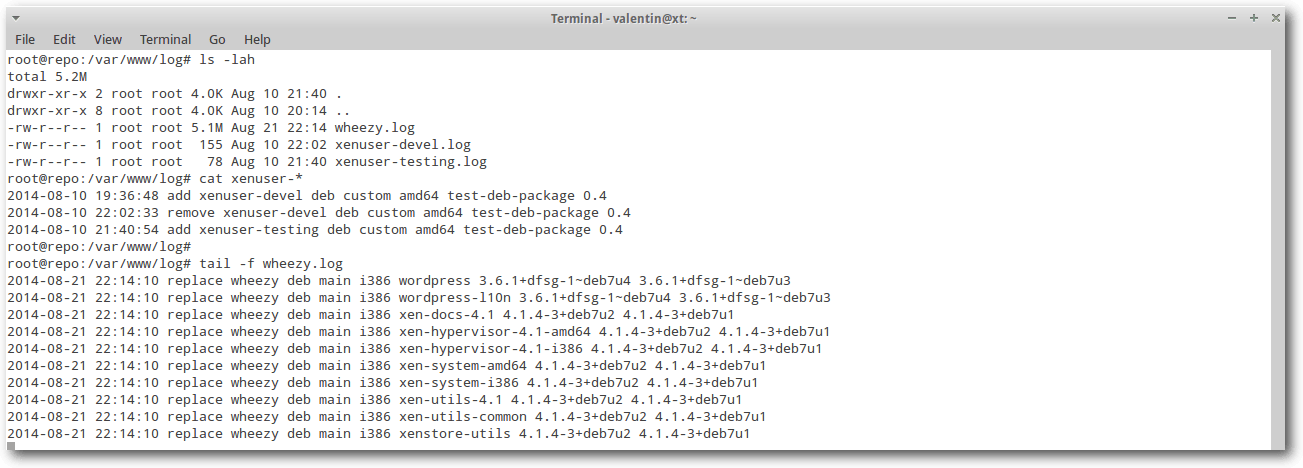 Terminal - valentin@xt: ~
File Edit View Terminal Go Help
root@repo:/var/www/log# ls -lah
total 5.2M
drwxr-xr-x 2 root root 4.0K Aug 10 21:40 .
drwxr-xr-x 8 root root 4.0K Aug 10 20:14 ..
-rw-r--r-- 1 root root 5.1M Aug 21 22:14 wheezy.log
-rw-r--r-- 1 root root  155 Aug 10 22:02 xenuser-devel.log
-rw-r--r-- 1 root root   78 Aug 10 21:40 xenuser-testing.log
root@repo:/var/www/log# cat xenuser-*
2014-08-10 19:36:48 add xenuser-devel deb custom amd64 test-deb-package 0.4
2014-08-10 22:02:33 remove xenuser-devel deb custom amd64 test-deb-package 0.4
2014-08-10 21:40:54 add xenuser-testing deb custom amd64 test-deb-package 0.4
root@repo:/var/www/log#
root@repo:/var/www/log# tail -f wheezy.log
2014-08-21 22:14:10 replace wheezy deb main i386 wordpress 3.6.1+dfsg-1~deb7u4 3.6.1+dfsg-1~deb7u3
2014-08-21 22:14:10 replace wheezy deb main i386 wordpress-l10n 3.6.1+dfsg-1~deb7u4 3.6.1+dfsg-1~deb7u3
2014-08-21 22:14:10 replace wheezy deb main i386 xen-docs-4.1 4.1.4-3+deb7u2 4.1.4-3+deb7u1
2014-08-21 22:14:10 replace wheezy deb main i386 xen-hypervisor-4.1-amd64 4.1.4-3+deb7u2 4.1.4-3+deb7u1
2014-08-21 22:14:10 replace wheezy deb main i386 xen-hypervisor-4.1-i386 4.1.4-3+deb7u2 4.1.4-3+deb7u1
2014-08-21 22:14:10 replace wheezy deb main i386 xen-system-amd64 4.1.4-3+deb7u2 4.1.4-3+deb7u1
2014-08-21 22:14:10 replace wheezy deb main i386 xen-system-i386 4.1.4-3+deb7u2 4.1.4-3+deb7u1
2014-08-21 22:14:10 replace wheezy deb main i386 xen-utils-4.1 4.1.4-3+deb7u2 4.1.4-3+deb7u1
2014-08-21 22:14:10 replace wheezy deb main i386 xen-utils-common 4.1.4-3+deb7u2 4.1.4-3+deb7u1
2014-08-21 22:14:10 replace wheezy deb main i386 xenstore-utils 4.1.4-3+deb7u2 4.1.4-3+deb7u1